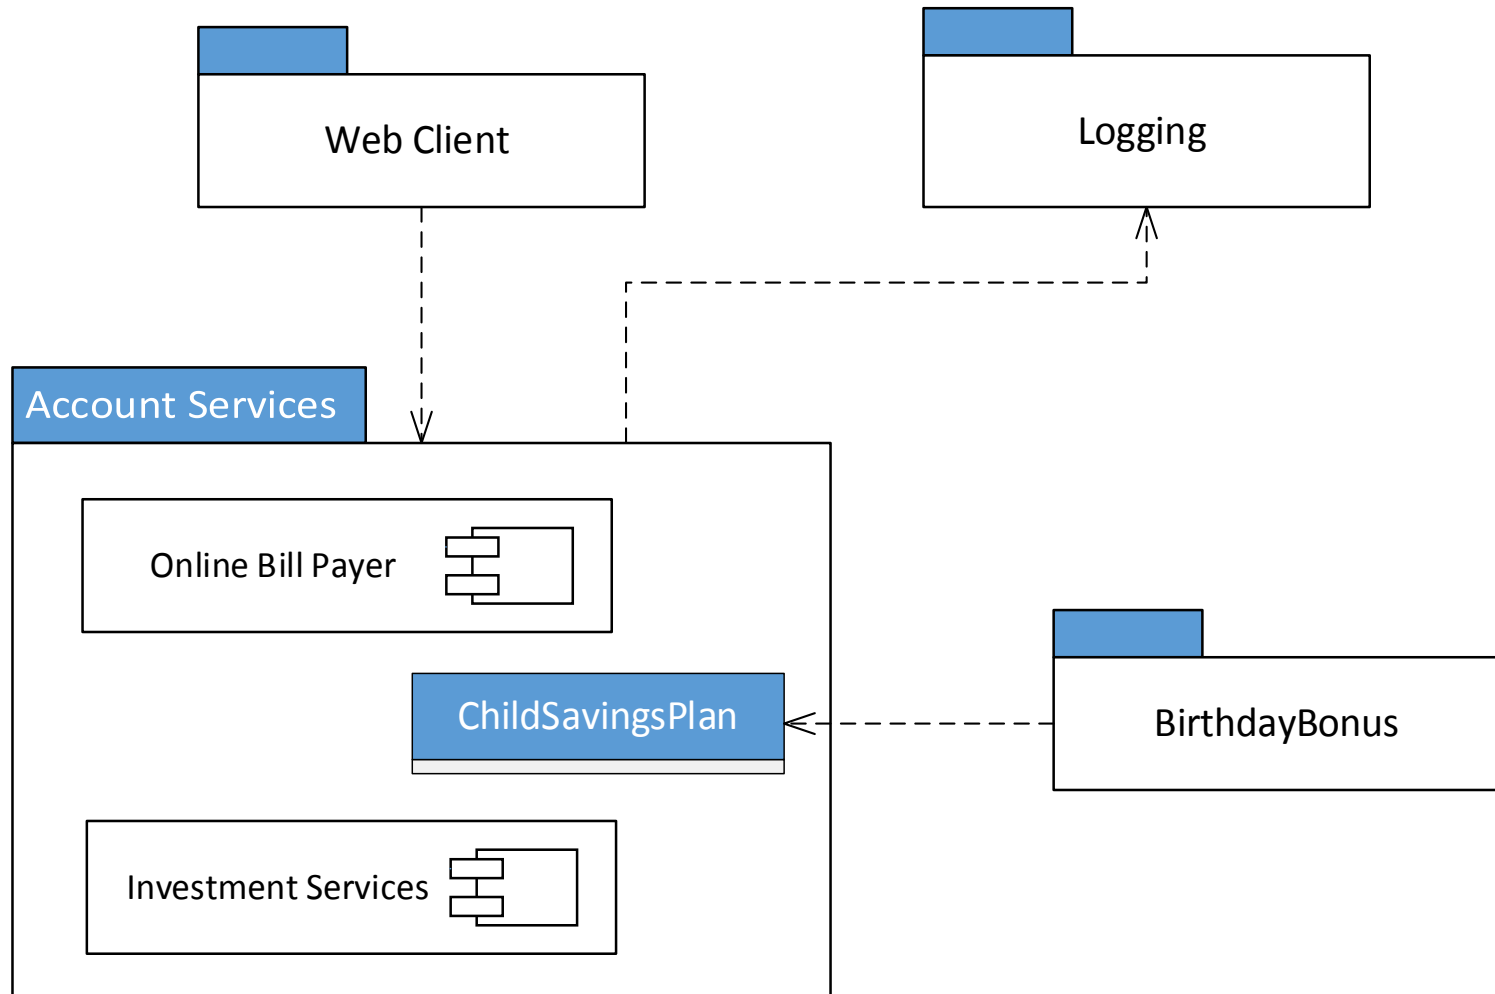 Web Client
Logging
Account Services
Online Bill Payer
ChildSavingsPlan
BirthdayBonus
Investment Services